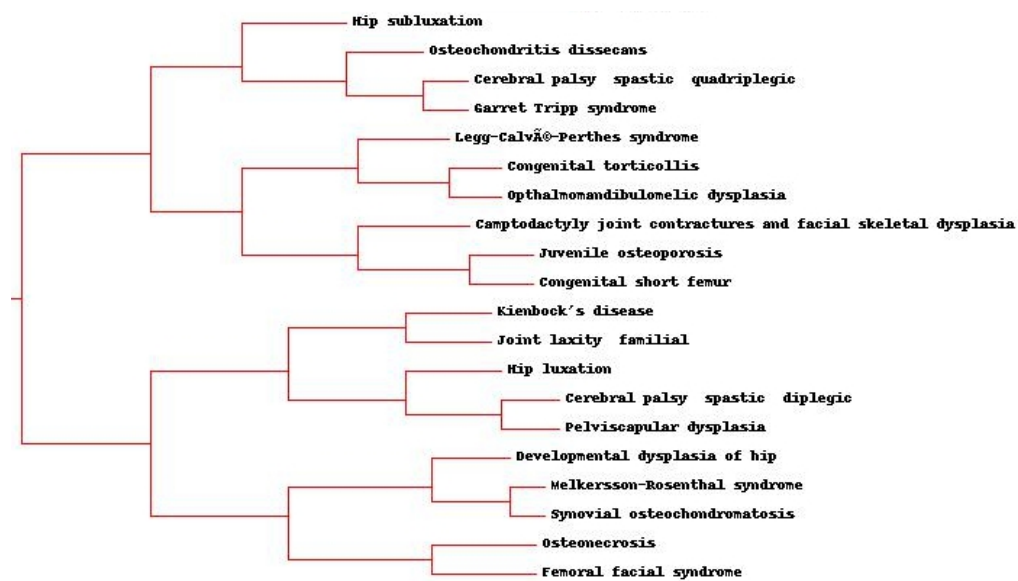 Hip subluxation
Osteochondritis dissecans
Cerebral palsy spastic quadriplegic
Garret Tripp syndrome
Legg-CalvÃ©-Perthes syndrome
Congenital torticollis
Opthalmomandibulomelic dysplasia
Camptodactyly joint contractures and facial skeletal dysplasia
Juvenile osteoporosis
Congenital short femur
Kienbock's disease
Joint laxity familial
Hip luxation
Cerebral palsy spastic diplegic
Pelviscapular dysplasia
Developmental dysplasia of hip
Melkersson-Rosenthal syndrome
Synovial osteochondromatosis
Osteonecrosis
Femoral facial syndrome